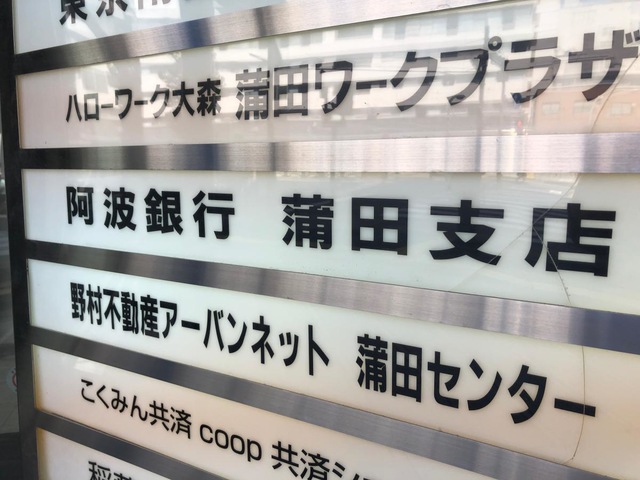 ハローワーク大森 蒲田ワークプラザ
阿波銀行 蒲田支店
野村不動産アーバンネット 蒲田センター
こくみん共済 coop 共済シ